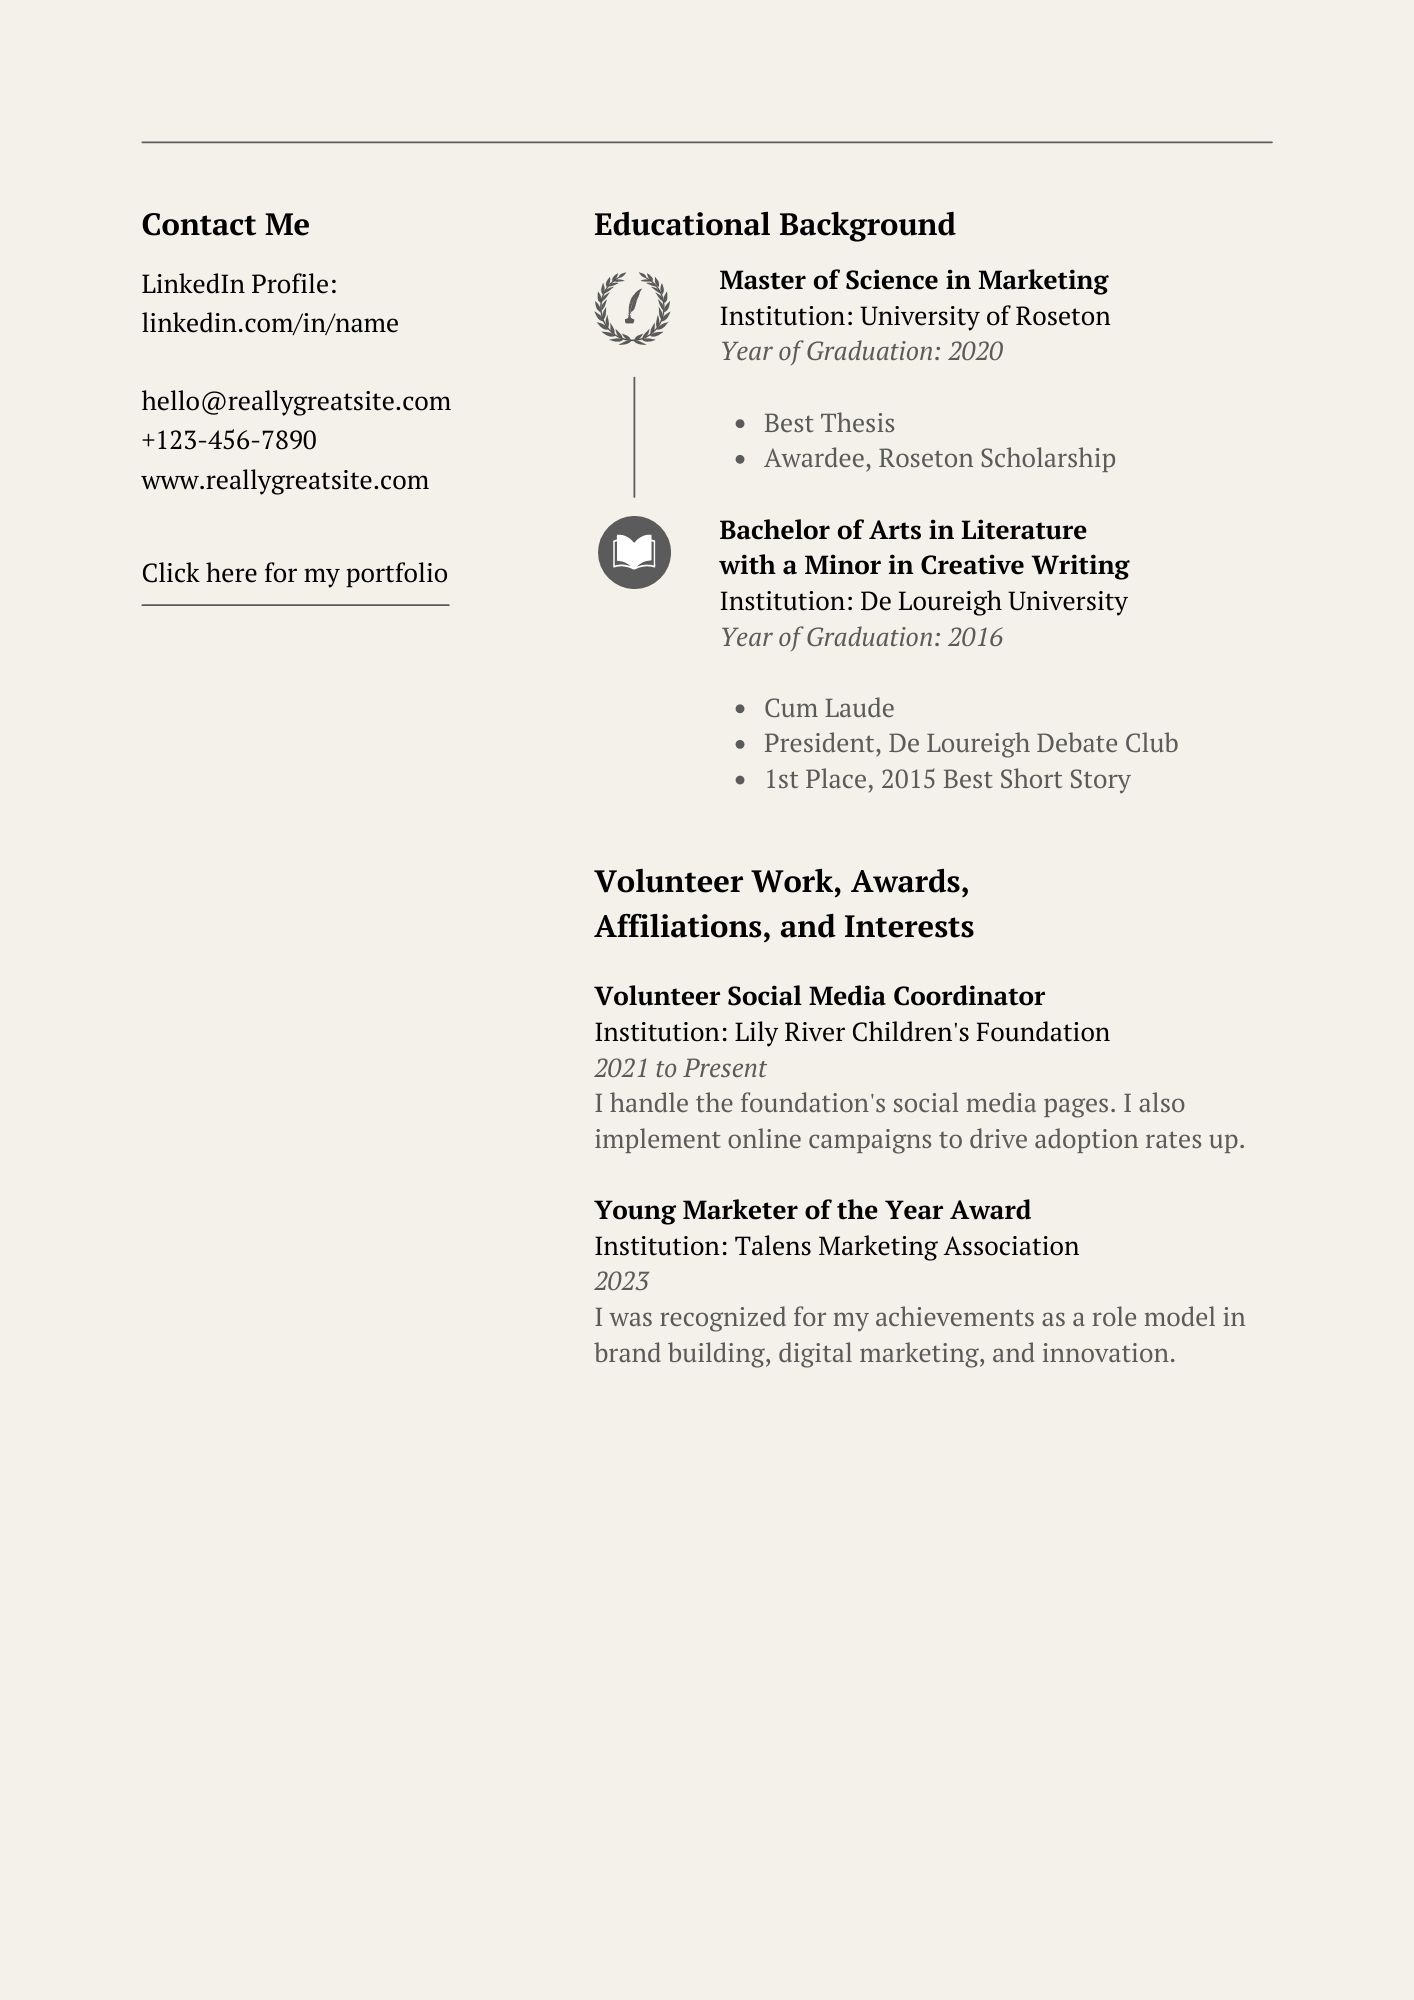 Contact Me
LinkedIn Profile:
linkedin.com/in/name
hello@reallygreatsite.com
+123-456-7890
www.reallygreatsite.com
Click here for my portfolio
Educational Background
Master of Science in Marketing
Institution: University of Roseton
Year of Graduation: 2020
• Best Thesis
• Awardee, Roseton Scholarship
Bachelor of Arts in Literature
with a Minor in Creative Writing
Institution: De Loureigh University
Year of Graduation: 2016
• Cum Laude
• President, De Loureigh Debate Club
• 1st Place, 2015 Best Short Story
Volunteer Work, Awards,
Affiliations, and Interests
Volunteer Social Media Coordinator
Institution: Lily River Children's Foundation
2021 to Present
I handle the foundation's social media pages. I also
implement online campaigns to drive adoption rates up.
Young Marketer of the Year Award
Institution: Talens Marketing Association
2023
I was recognized for my achievements as a role model in
brand building, digital marketing, and innovation.